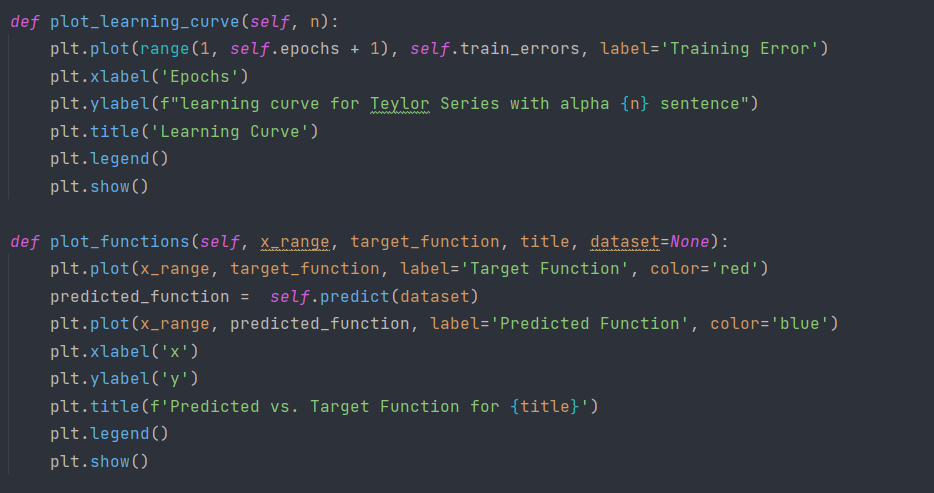 def plot_learning_curve(self, n):
    plt.plot(range(1, self.epochs + 1), self.train_errors, label='Training Error')
    plt.xlabel('Epochs')
    plt.ylabel(f"learning curve for Teylor Series with alpha {n} sentence")
    plt.title('Learning Curve')
    plt.legend()
    plt.show()

def plot_functions(self, x_range, target_function, title, dataset=None):
    plt.plot(x_range, target_function, label='Target Function', color='red')
    predicted_function =  self.predict(dataset)
    plt.plot(x_range, predicted_function, label='Predicted Function', color='blue')
    plt.xlabel('x')
    plt.ylabel('y')
    plt.title(f'Predicted vs. Target Function for {title}')
    plt.legend()
    plt.show()